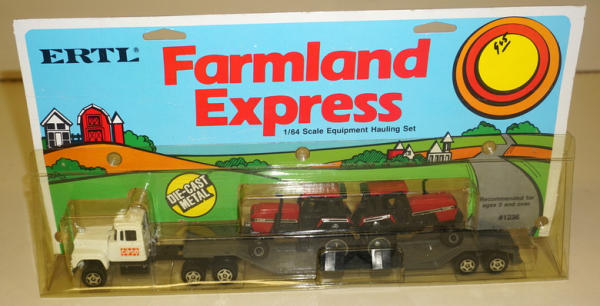 ERTL®
Farmland
Express
1/64 Scale Equipment Hauling Set
DIE-CAST
METAL
Recommended for
ages 3 and over
#1236